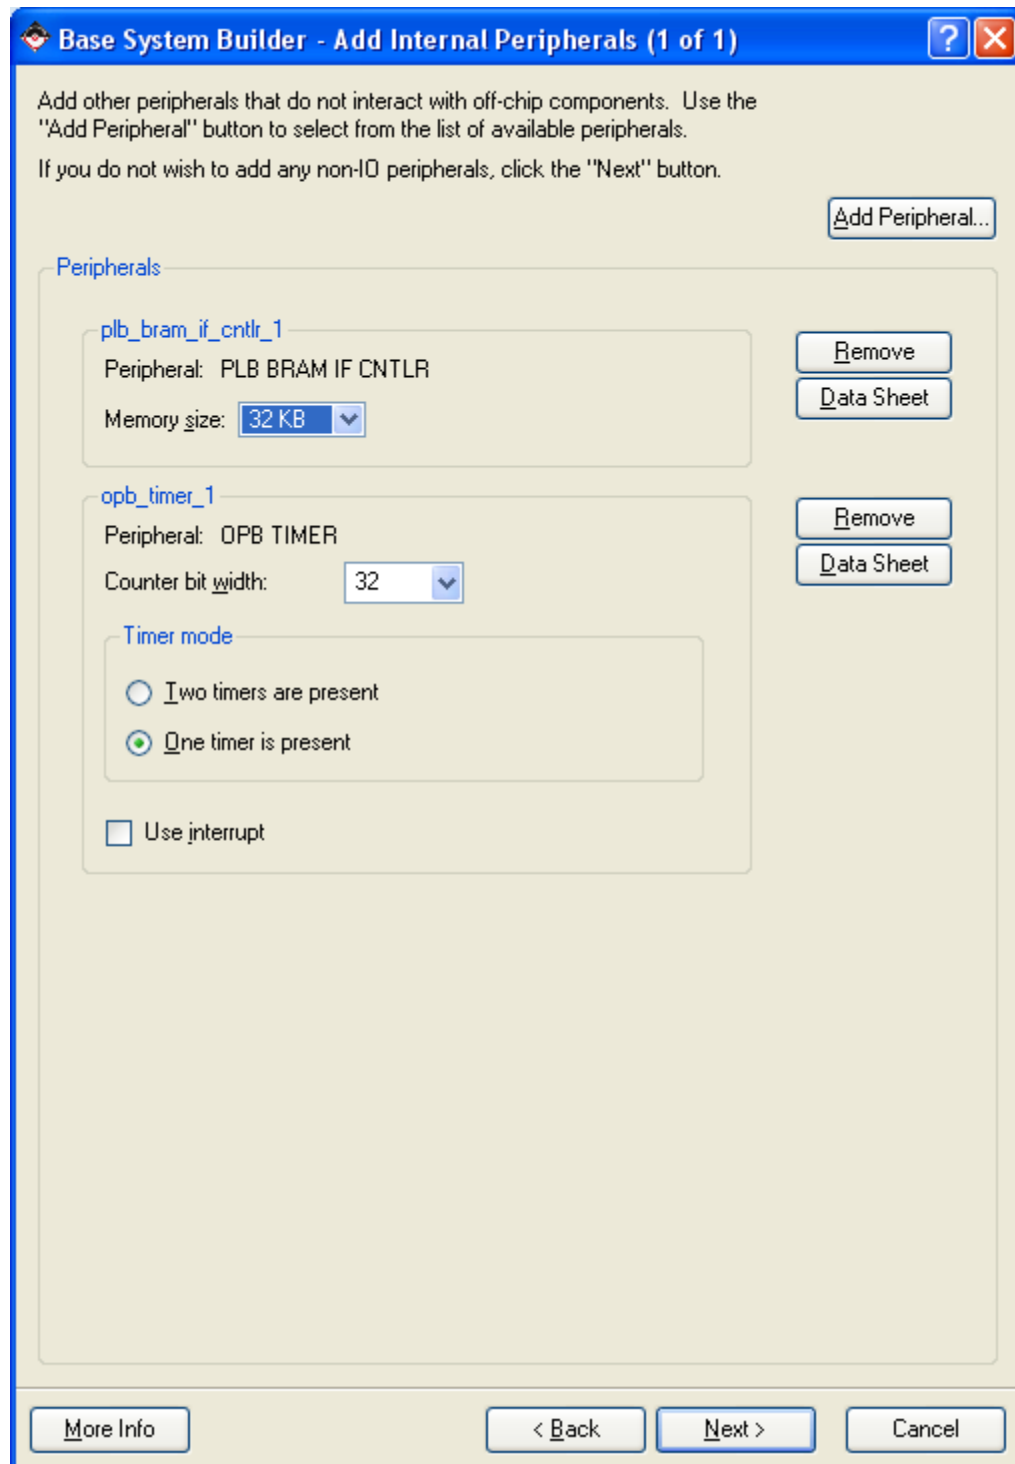 Base System Builder - Add Internal Peripherals (1 of 1)
Add other peripherals that do not interact with off-chip components. Use the
"Add Peripheral" button to select from the list of available peripherals.
If you do not wish to add any non-IO peripherals, click the "Next" button.
Add Peripheral...
Peripherals
plb_bram_if_cntlr_1
Peripheral: PLB BRAM IF CNTLR
Memory size: 32 KB
Remove
Data Sheet
opb_timer_1
Peripheral: OPB TIMER
Counter bit width: 32
Remove
Data Sheet
Timer mode
Two timers are present
One timer is present
Use interrupt
More Info
< Back
Next >
Cancel